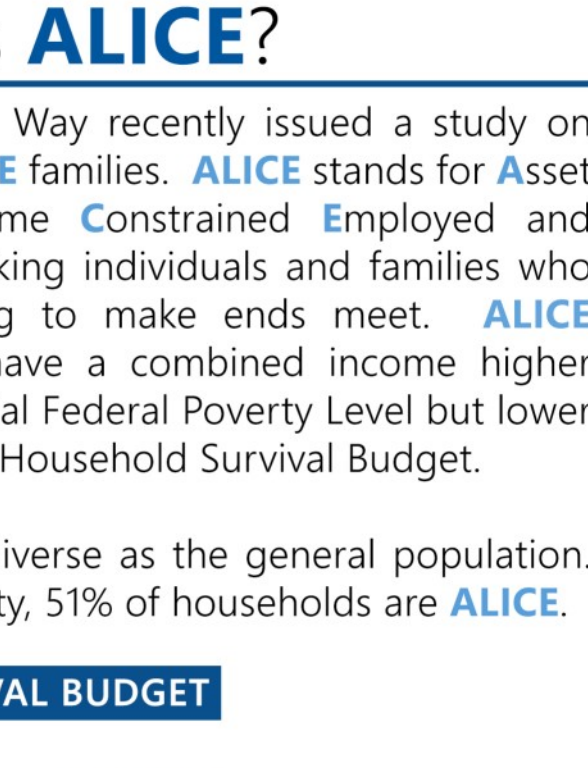 ALICE?
Way recently issued a study on
E families. ALICE stands for Asset
me Constrained Employed and
king individuals and families who
g to make ends meet. ALICE
have a combined income higher
al Federal Poverty Level but lower
Household Survival Budget.
iverse as the general population.
ty, 51% of households are ALICE.
VAL BUDGET